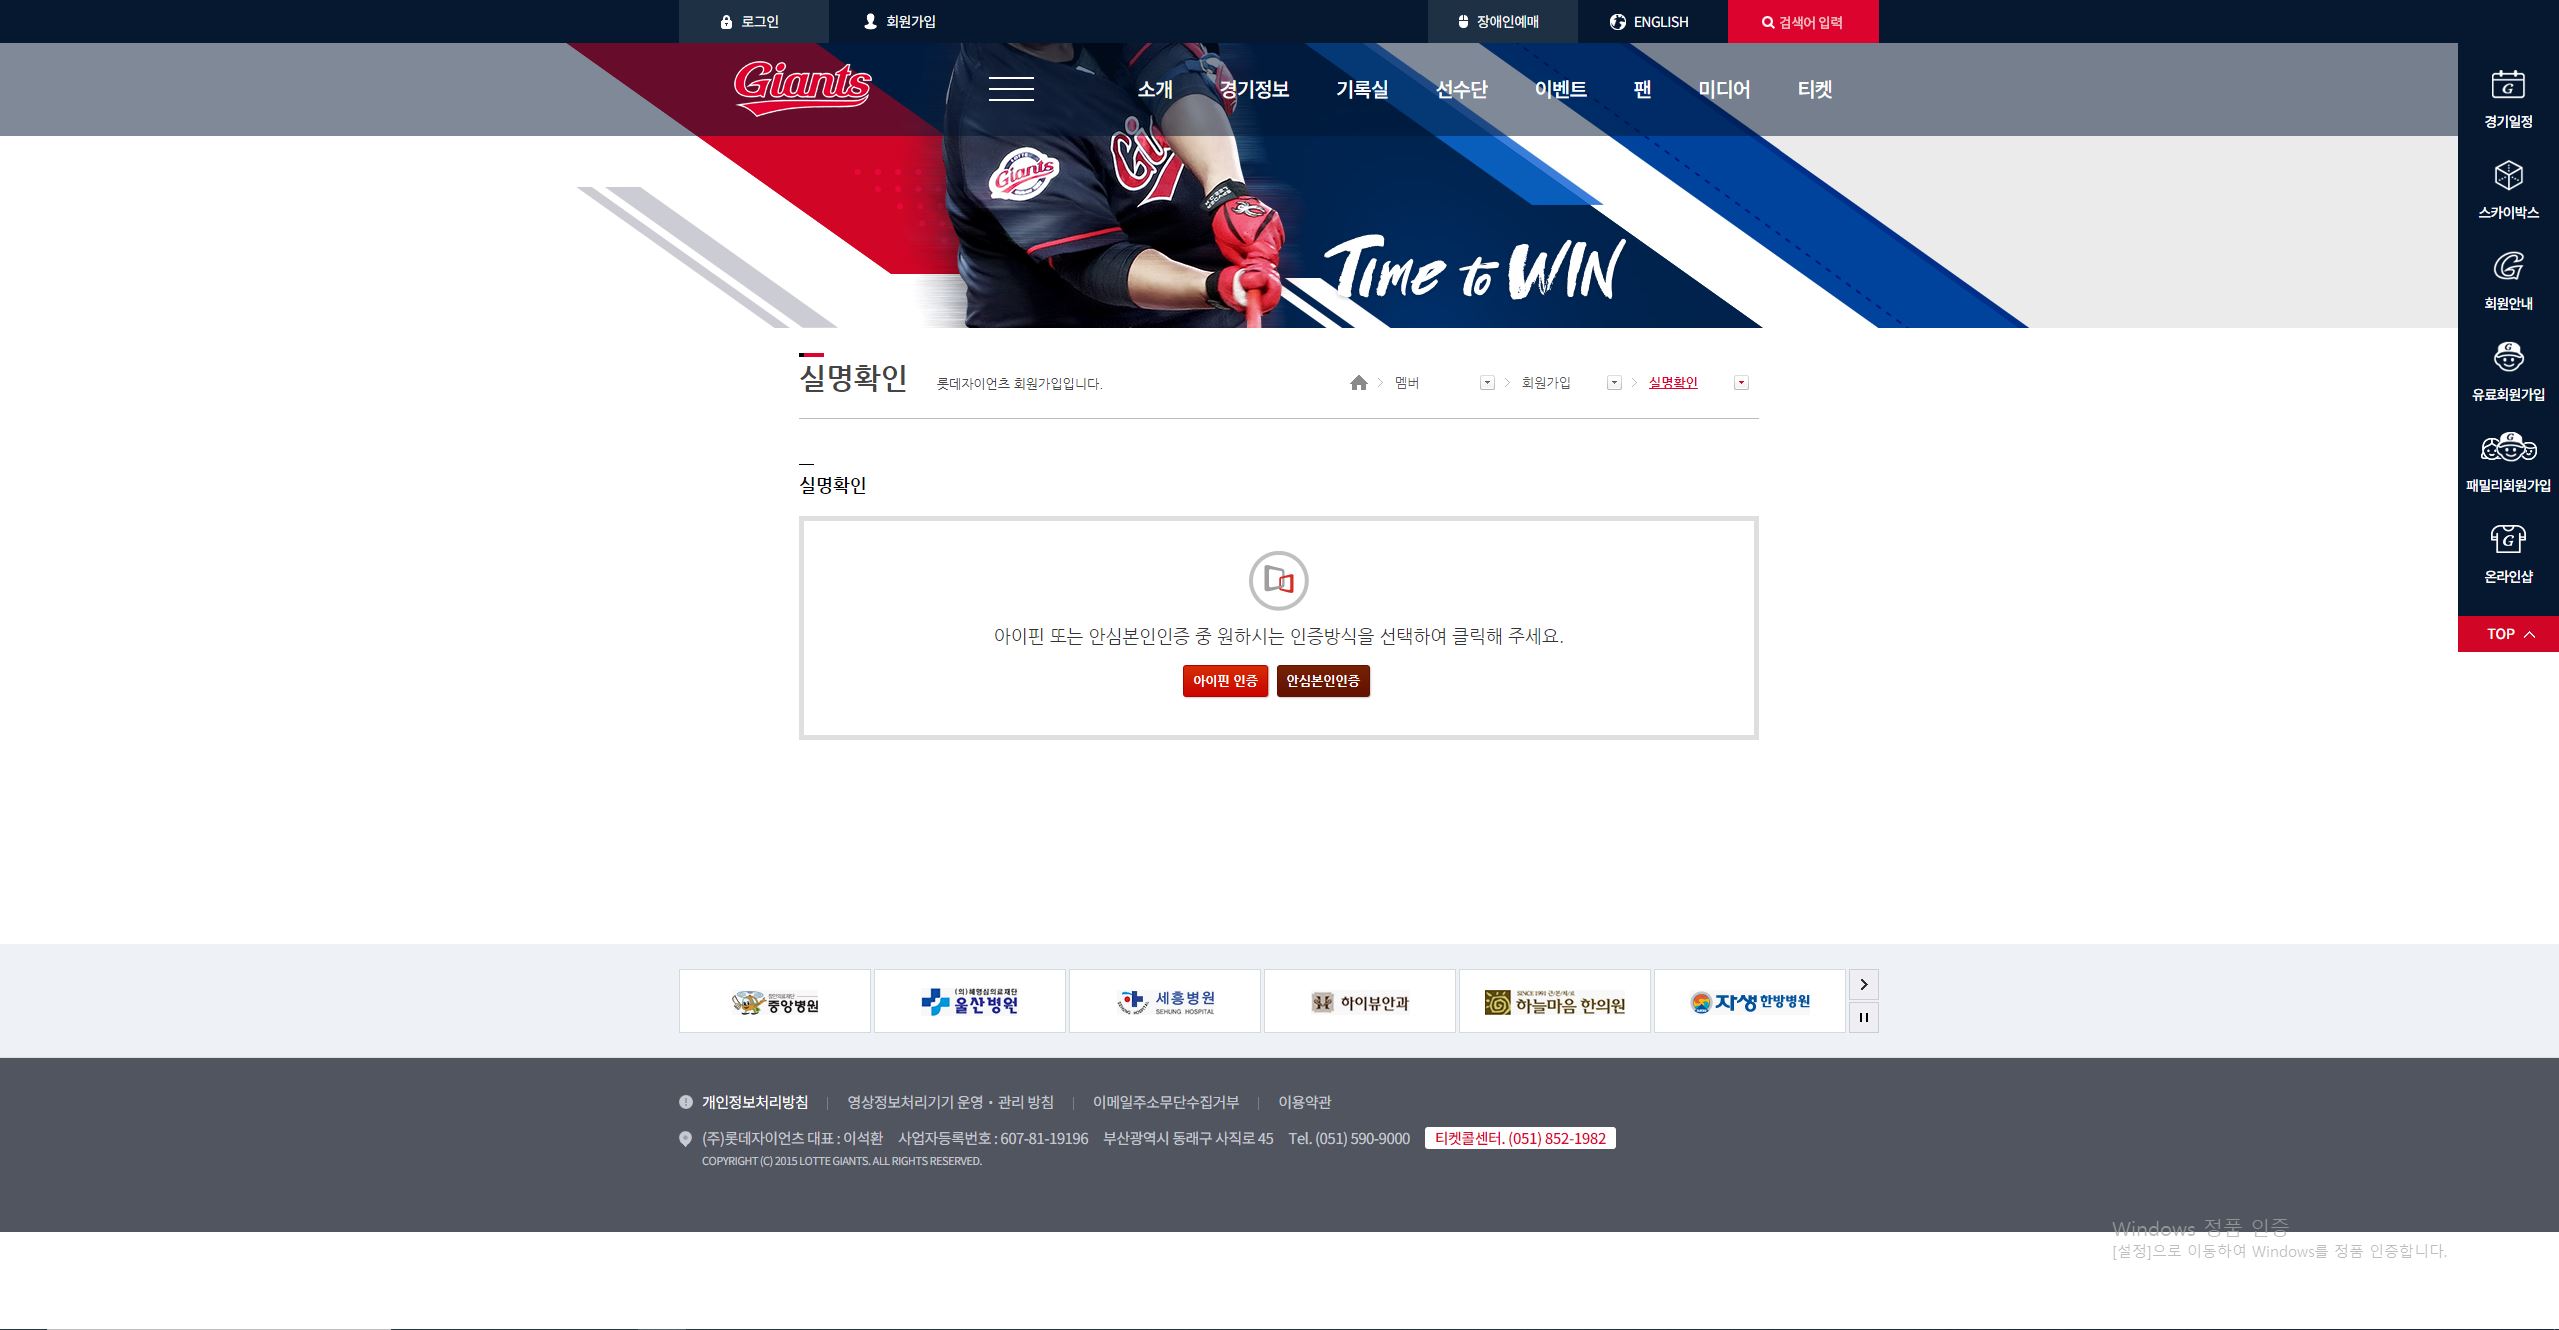 로그인
회원가입
장애인예매
ENGLISH
검색어 입력
Giants
소개
경기정보
기록실
선수단
이벤트
팬
미디어
티켓
LOTTE
Giants
Gi
TIME to WIN
경기일정
스카이박스
회원안내
유료회원가입
패밀리회원가입
온라인샵
TOP
실명확인
롯데자이언츠 회원가입입니다.
멤버
회원가입
실명확인
실명확인
아이핀 또는 안심본인인증 중 원하시는 인증방식을 선택하여 클릭해 주세요.
아이핀 인증
안심본인인증
중앙병원
(의)혜명심의료재단
울산병원
세흥병원
SEHUNG HOSPITAL
하이뷰안과
SINCE 1991
하늘마음 한의원
자생한방병원
개인정보처리방침
영상정보처리기기 운영・관리 방침
이메일주소무단수집거부
이용약관
(주)롯데자이언츠 대표 : 이석환 사업자등록번호 : 607-81-19196 부산광역시 동래구 사직로 45 Tel. (051) 590-9000 티켓콜센터. (051) 852-1982
COPYRIGHT (C) 2015 LOTTE GIANTS. ALL RIGHTS RESERVED.
Windows 정품 인증
[설정]으로 이동하여 Windows를 정품 인증합니다.